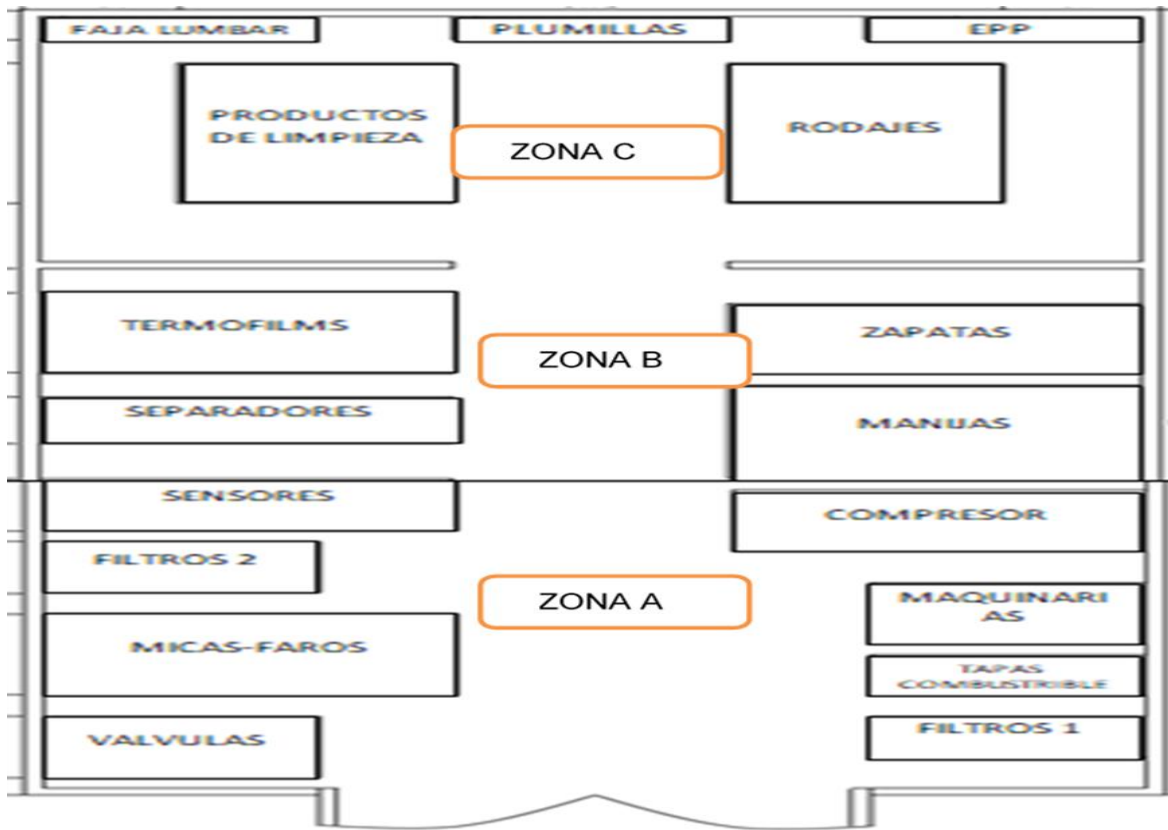 FAJA LUMBAR
PLUMILLAS
EPP
PRODUCTOS
DE LIMPIEZA
ZONA C
RODAJES
TERMOFILMS
ZONA B
ZAPATAS
SEPARADORES
MANIJAS
SENSORES
COMPRESOR
FILTROS 2
ZONA A
MAQUINARI
AS
MICAS-FAROS
TAPAS
COMBUSTRIBLE
VALVULAS
FILTROS 1